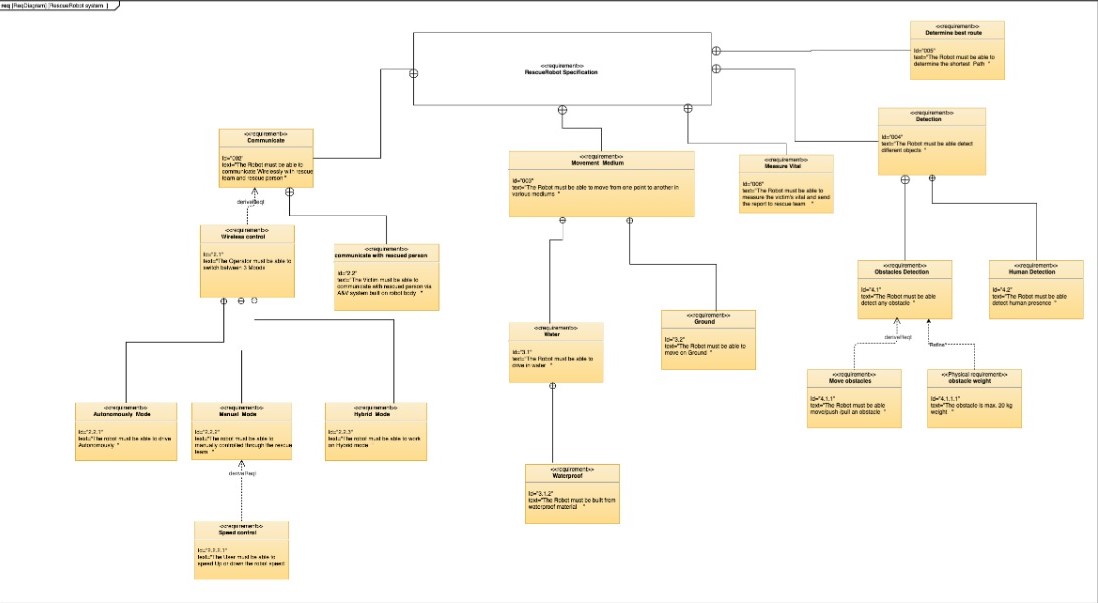 req [ReqDiagram] [RescueRobot system ]
<<requirement>>
RescueRobot Specification
<<requirement>>
Determine best route
Id="005"
text="The Robot must be able to
determine the shortest Path "
<<requirement>>
Detection
Id="004"
text="The Robot must be able detect
different objects "
<<requirement>>
Communicate
Id="002"
text="The Robot must be able to
communicate Wirelessly with rescue
team and rescue person "
<<requirement>>
Movement Medium
Id="003"
text="The Robot must be able to move from one point to another in
various mediums "
<<requirement>>
Measure Vital
Id="006"
text="The Robot must be able to
measure the victim's vital and send
the report to rescue team "
deriveReqt
<<requirement>>
Wireless control
Id="2.1"
text="The Operator must be able to
switch between 3 Moods
<<requirement>>
communicate with rescued person
Id="2.2"
text="The Victim must be able to
communicate with rescued person via
system built on robot body "
<<requirement>>
Obstacles Detection
Id="4.1"
text="The Robot must be able
detect any obstacle "
<<requirement>>
Human Detection
Id="4.2"
text="The Robot must be able
detect human presence "
<<requirement>>
Water
Id="3.1"
text="The Robot must be able to
drive in water "
<<requirement>>
Ground
Id="3.2"
text="The Robot must be able to
move on Ground "
deriveReqt
"Refine"
<<requirement>>
Move obstacles
Id="4.1.1"
text="The Robot must be able
move/push /pull an obstacle "
<<Physical requirement>>
obstacle weight
Id="4.1.1.1"
text="The obstacle is max. 20 kg
weight "
<<requirement>>
Autonomously Mode
Id="2.2.1"
text="The robot must be able to drive
Autonomously "
<<requirement>>
Manuel Mode
Id="2.2.2"
text="The robot must be able to
manually controlled through the rescue
team "
<<requirement>>
Hybrid Mode
Id="2.2.3"
text="The robot must be able to work
on Hybrid mode
deriveReqt
<<requirement>>
Waterproof
Id="3.1.2"
text="The Robot must be built from
waterproof material "
<<requirement>>
Speed control
Id="2.2.2.1"
text="The User must be able to
speed Up or down the robot speed